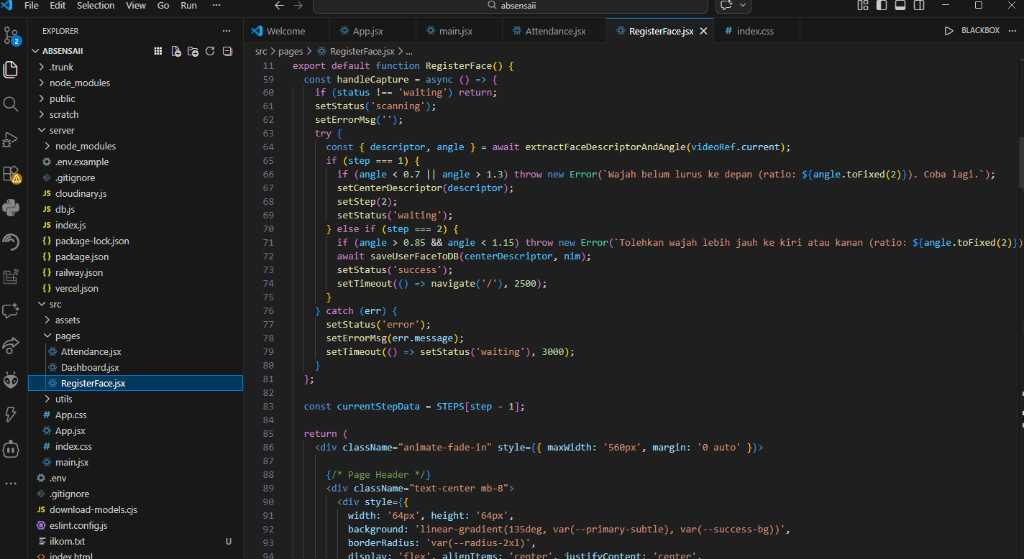 File Edit Selection View Go Run ...
absensaii
EXPLORER
Welcome App.jsx main.jsx Attendance.jsx RegisterFace.jsx index.css
BLACKBOX
src > pages > RegisterFace.jsx > ...
ABSENSAII
.trunk
node_modules
public
scratch
server
node_modules
.env.example
.gitignore
JS cloudinary.js
JS db.js
JS index.js
{} package-lock.json
{} package.json
{} railway.json
{} vercel.json
src
assets
pages
Attendance.jsx
Dashboard.jsx
RegisterFace.jsx
utils
# App.css
App.jsx
# index.css
main.jsx
.env
.gitignore
JS download-models.cjs
eslint.config.js
ilkom.txt U
index.html
2
11 export default function RegisterFace() {
59 const handleCapture = async () => {
60 if (status !== 'waiting') return;
61 setStatus('scanning');
62 setErrorMsg('');
63 try {
64 const { descriptor, angle } = await extractFaceDescriptorAndAngle(videoRef.current);
65 if (step === 1) {
66 if (angle < 0.7 || angle > 1.3) throw new Error(`Wajah belum lurus ke depan (ratio: ${angle.toFixed(2)}). Coba lagi.`);
67 setCenterDescriptor(descriptor);
68 setStep(2);
69 setStatus('waiting');
70 } else if (step === 2) {
71 if (angle > 0.85 && angle < 1.15) throw new Error(`Tolehkan wajah lebih jauh ke kiri atau kanan (ratio: ${angle.toFixed(2)})
72 await saveUserFaceToDB(centerDescriptor, nim);
73 setStatus('success');
74 setTimeout(() => navigate('/'), 2500);
75 }
76 } catch (err) {
77 setStatus('error');
78 setErrorMsg(err.message);
79 setTimeout(() => setStatus('waiting'), 3000);
80 }
81 };
82
83 const currentStepData = STEPS[step - 1];
84
85 return (
86 <div className="animate-fade-in" style={{ maxWidth: '560px', margin: '0 auto' }}>
87
88 {/* Page Header */}
89 <div className="text-center mb-8">
90 <div style={{
91 width: '64px', height: '64px',
92 background: 'linear-gradient(135deg, var(--primary-subtle), var(--success-bg))',
93 borderRadius: 'var(--radius-2xl)',
94 display: 'flex', alignItems: 'center', justifyContent: 'center',